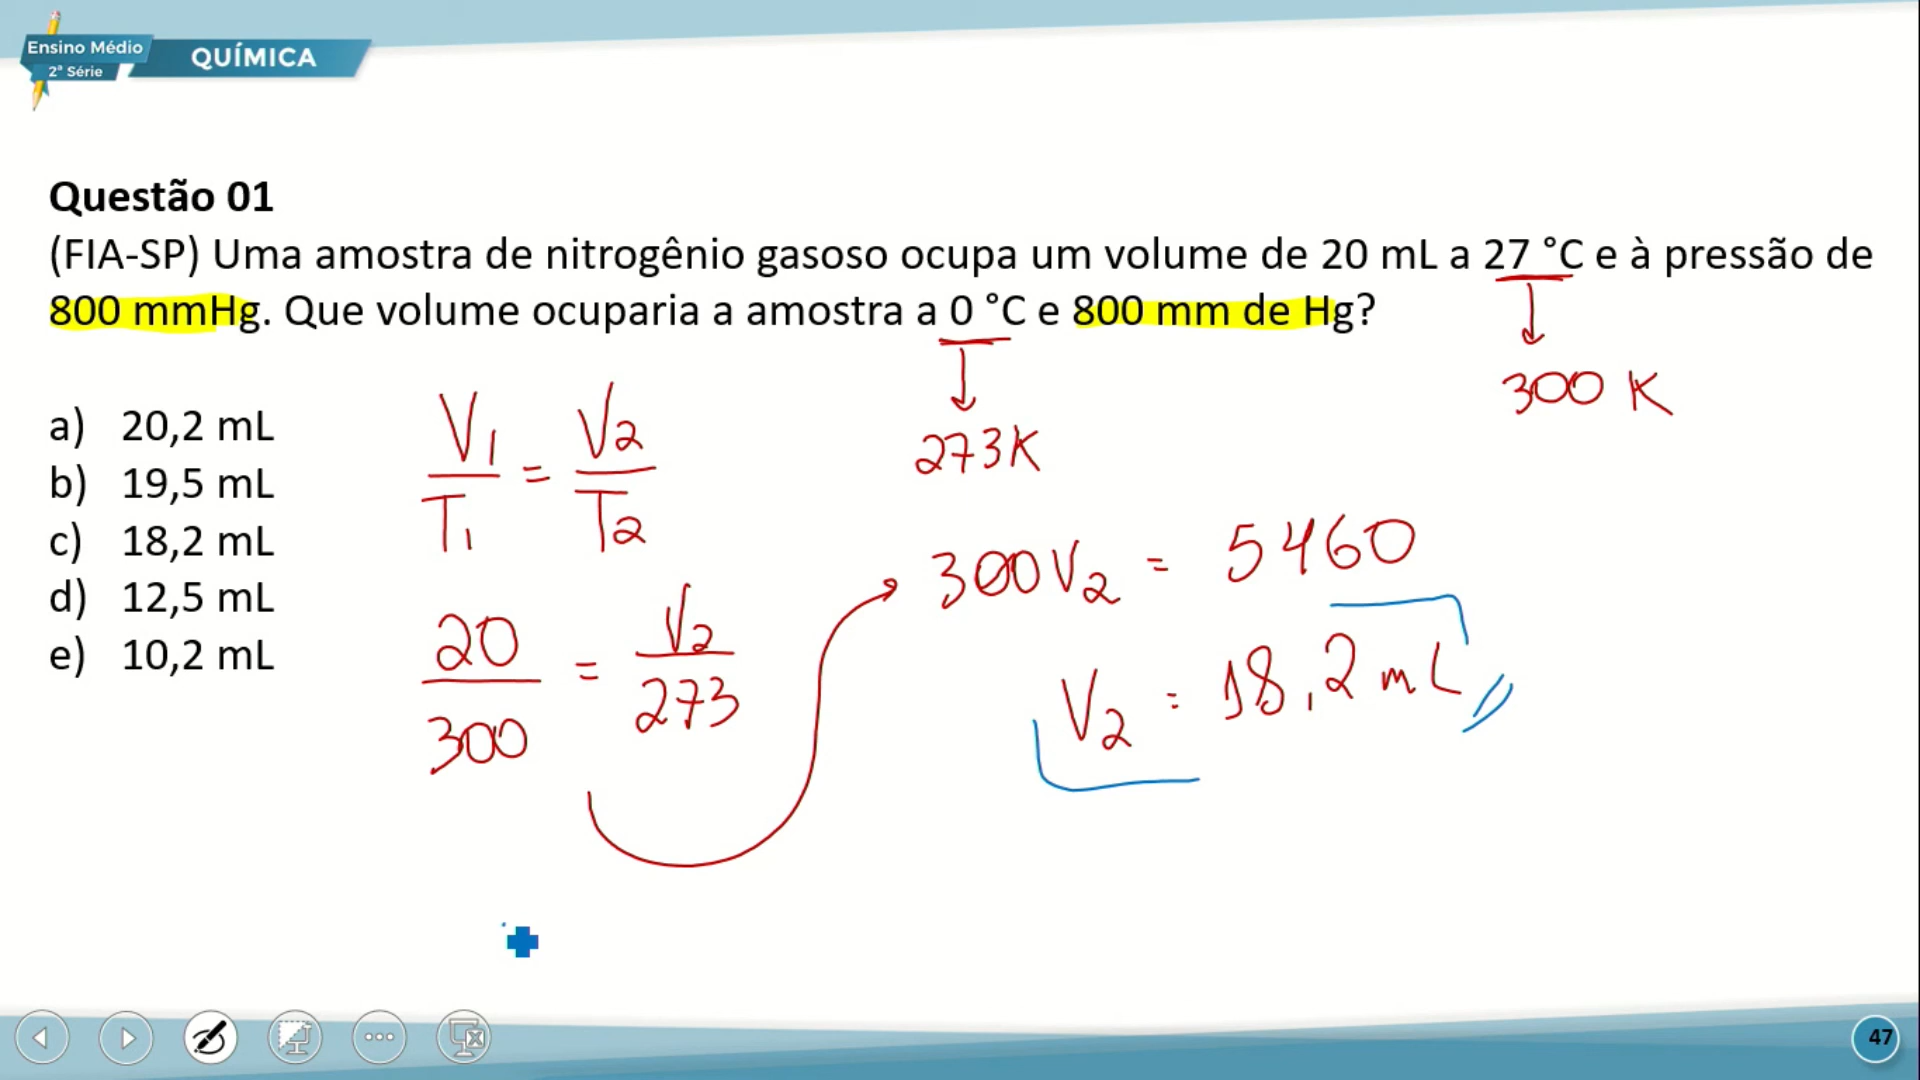 Ensino Médio
2ª Série
QUÍMICA
Questão 01
(FIA-SP) Uma amostra de nitrogênio gasoso ocupa um volume de 20 mL a 27 °C e à pressão de
800 mmHg. Que volume ocuparia a amostra a 0 °C e 800 mm de Hg?
a) 20,2 mL
b) 19,5 mL
c) 18,2 mL
d) 12,5 mL
e) 10,2 mL
V1/T1 = V2/T2
20/300 = V2/273
273K
300 K
300V2 = 5460
V2 = 18,2 mL
47